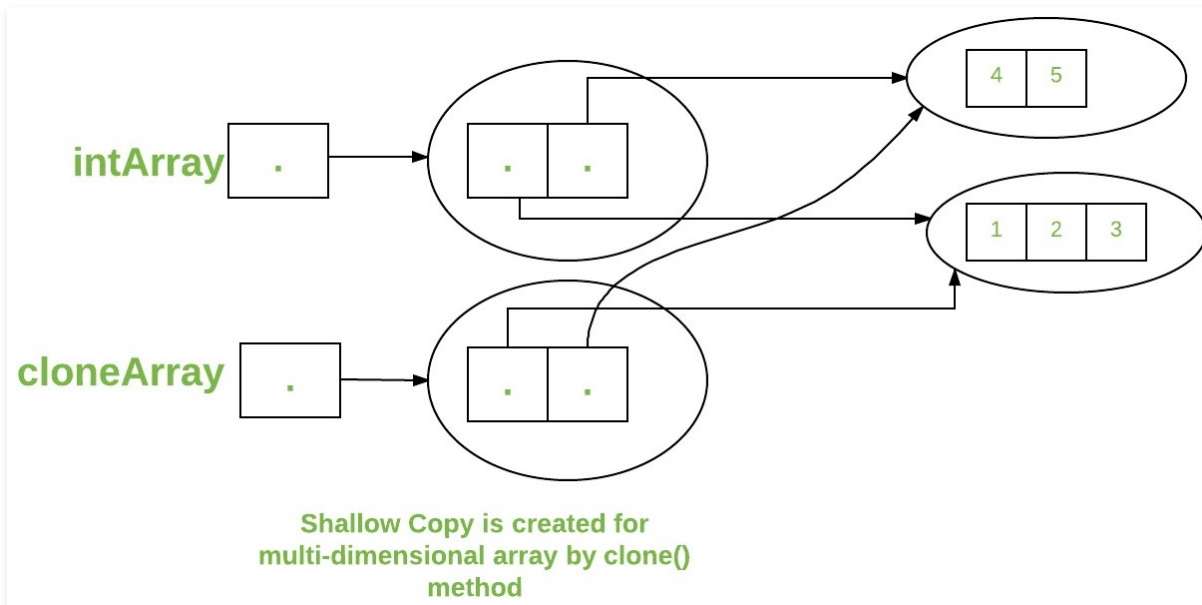 4 5
intArray . . .
1 2 3
cloneArray . . .
Shallow Copy is created for
multi-dimensional array by clone()
method